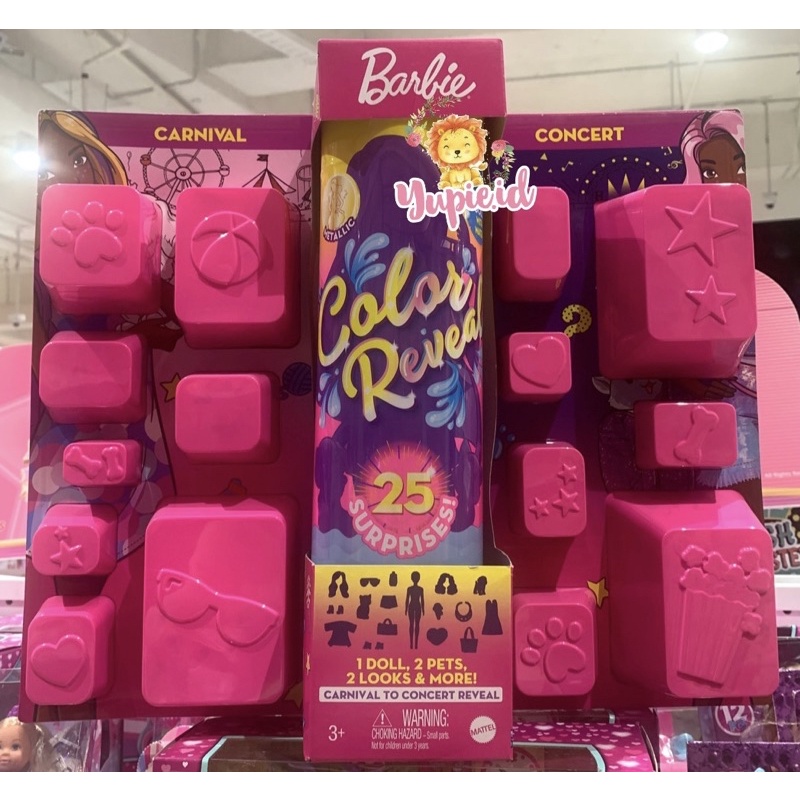 Barbie
CARNIVAL
CONCERT
Yupie.id
METALLIC
Color
Reveal
25
SURPRISES!
1 DOLL, 2 PETS,
2 LOOKS & MORE!
CARNIVAL TO CONCERT REVEAL
3+
WARNING:
CHOKING HAZARD – Small parts
Not for children under 3 years
MATTEL
12